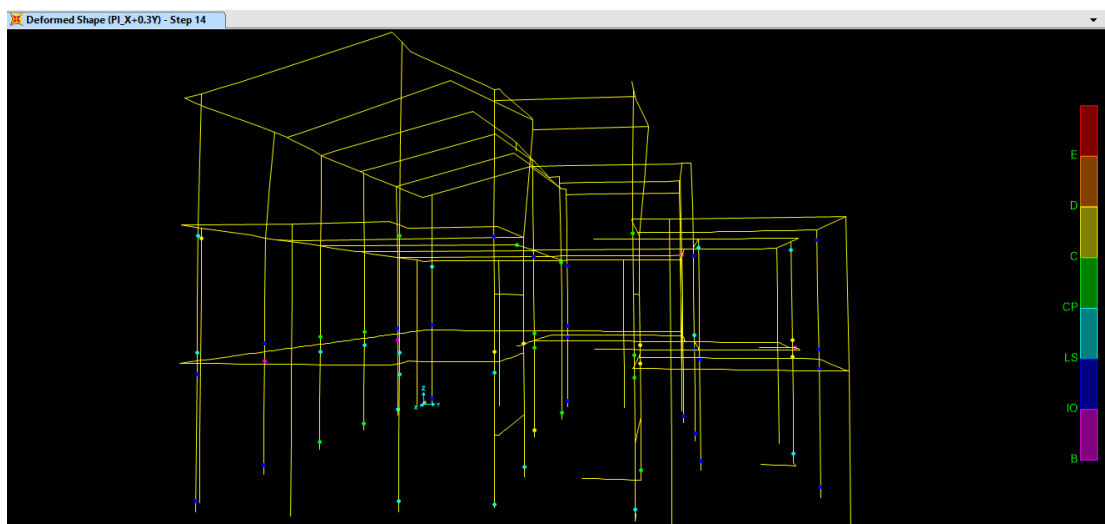 Deformed Shape (PI_X+0.3Y) - Step 14
E
D
C
CP
LS
IO
B
Z
X
Y